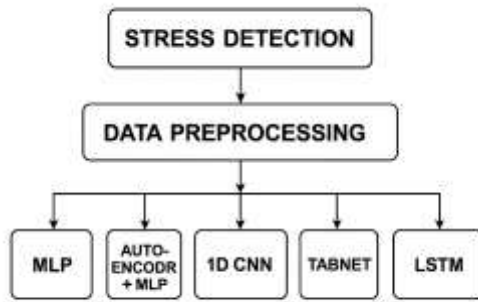 STRESS DETECTION
DATA PREPROCESSING
MLP
AUTO-
ENCODR
+ MLP
1D CNN
TABNET
LSTM